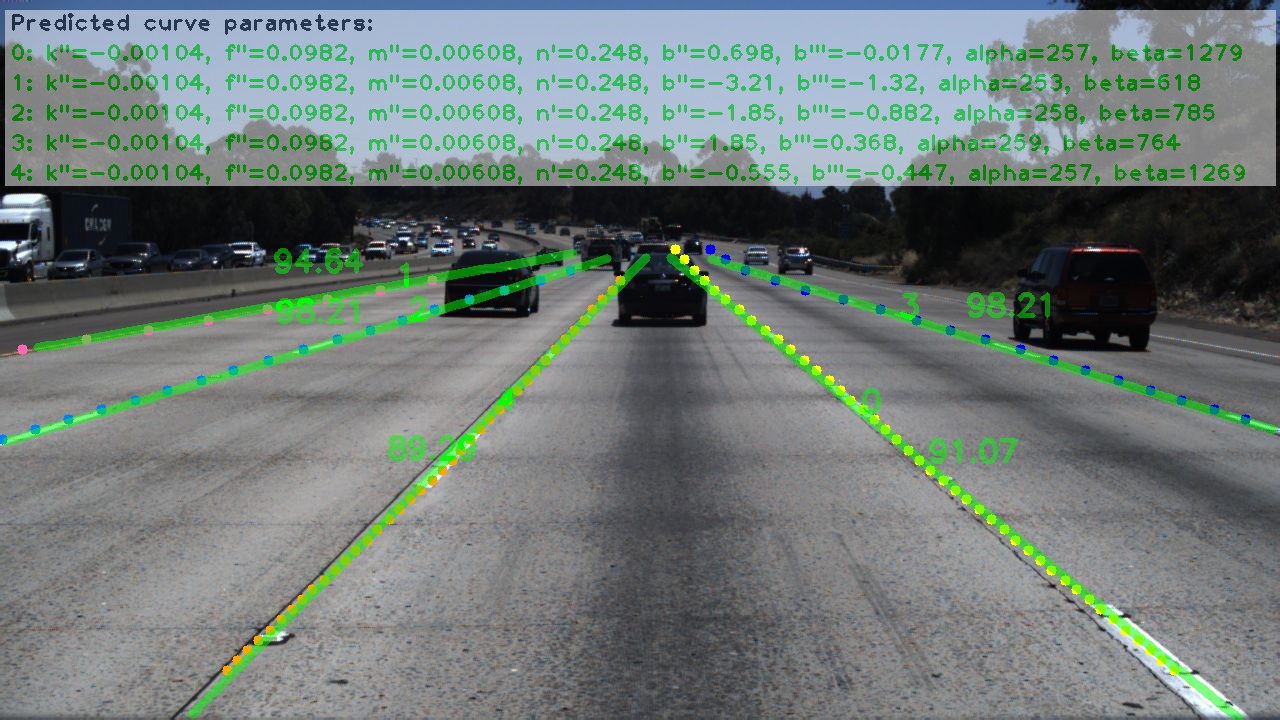 Predicted curve parameters:
0: k''=-0.00104, f''=0.0982, m''=0.00608, n'=0.248, b''=0.698, b'''=-0.0177, alpha=257, beta=1279
1: k''=-0.00104, f''=0.0982, m''=0.00608, n'=0.248, b''=-3.21, b'''=-1.32, alpha=253, beta=618
2: k''=-0.00104, f''=0.0982, m''=0.00608, n'=0.248, b''=-1.85, b'''=-0.882, alpha=258, beta=785
3: k''=-0.00104, f''=0.0982, m''=0.00608, n'=0.248, b''=1.85, b'''=0.368, alpha=259, beta=764
4: k''=-0.00104, f''=0.0982, m''=0.00608, n'=0.248, b''=-0.555, b'''=-0.447, alpha=257, beta=1269
94.64 1
98.21 2
3 98.21
0
89.29
91.07